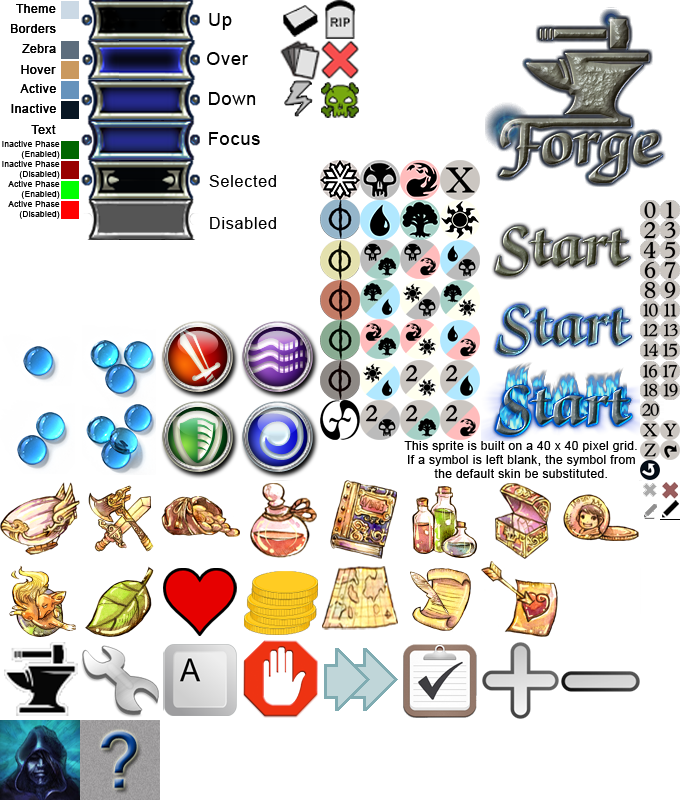 Theme
Borders
Zebra
Hover
Active
Inactive
Text
Inactive Phase
(Enabled)
Inactive Phase
(Disabled)
Active Phase
(Enabled)
Active Phase
(Disabled)
Up
Over
Down
Focus
Selected
Disabled
RIP
Forge
X
Start
Start
Start
2
2
2
2
2
0 1
2 3
4 5
6 7
8 9
10 11
12 13
14 15
16 17
18 19
20
X Y
Z
This sprite is built on a 40 x 40 pixel grid.
If a symbol is left blank, the symbol from
the default skin be substituted.
A
?